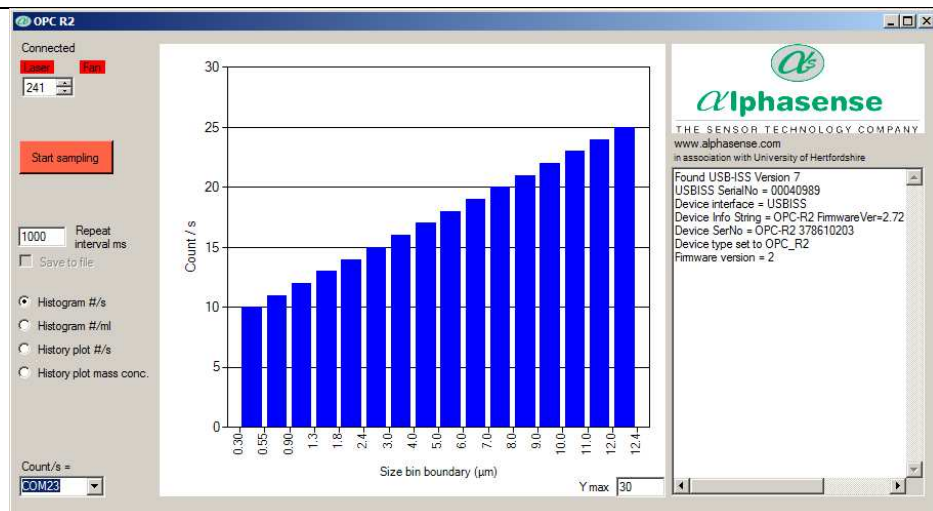 OPC R2
Connected
Laser Fan
241
Start sampling
1000 Repeat
interval ms
Save to file
Histogram #/s
Histogram #/ml
History plot #/s
History plot mass conc.
Count/s =
COM23
30
25
20
15
10
5
0
Count / s
0.30 0.55 0.90 1.3 1.8 2.4 3.0 4.0 5.0 6.0 7.0 8.0 9.0 10.0 11.0 12.0 12.4
Size bin boundary (µm)
Y max 30
αs
αlphasense
THE SENSOR TECHNOLOGY COMPANY
www.alphasense.com
in association with University of Hertfordshire
Found USB-ISS Version 7
USBISS SerialNo = 00040989
Device interface = USBISS
Device Info String = OPC-R2 FirmwareVer=2.72
Device SerNo = OPC-R2 378610203
Device type set to OPC_R2
Firmware version = 2